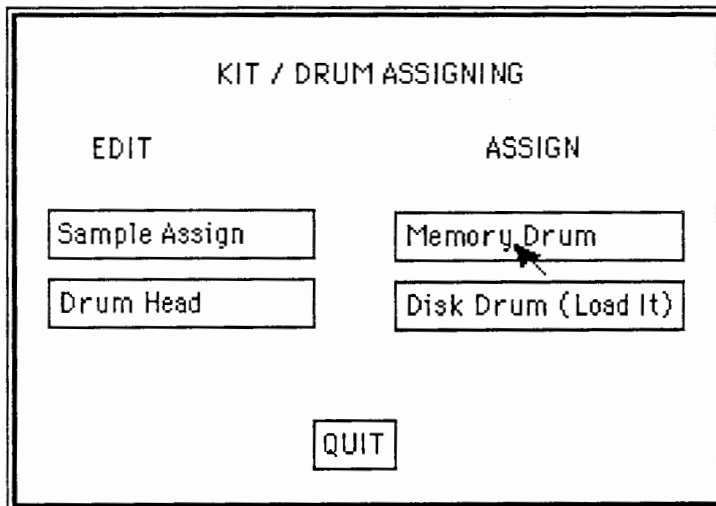 KIT / DRUM ASSIGNING
EDIT ASSIGN
Sample Assign Memory Drum
Drum Head Disk Drum (Load It)
QUIT